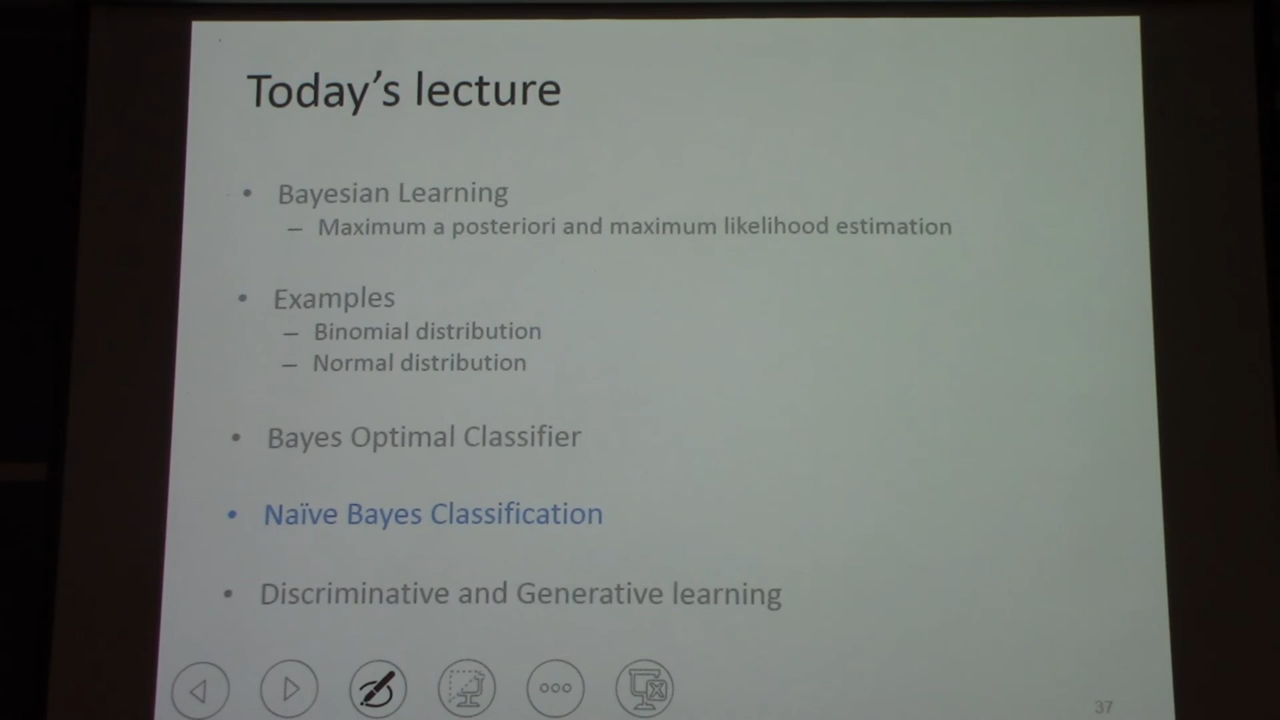 Today's lecture
• Bayesian Learning
– Maximum a posteriori and maximum likelihood estimation
• Examples
– Binomial distribution
– Normal distribution
• Bayes Optimal Classifier
• Naïve Bayes Classification
• Discriminative and Generative learning
37